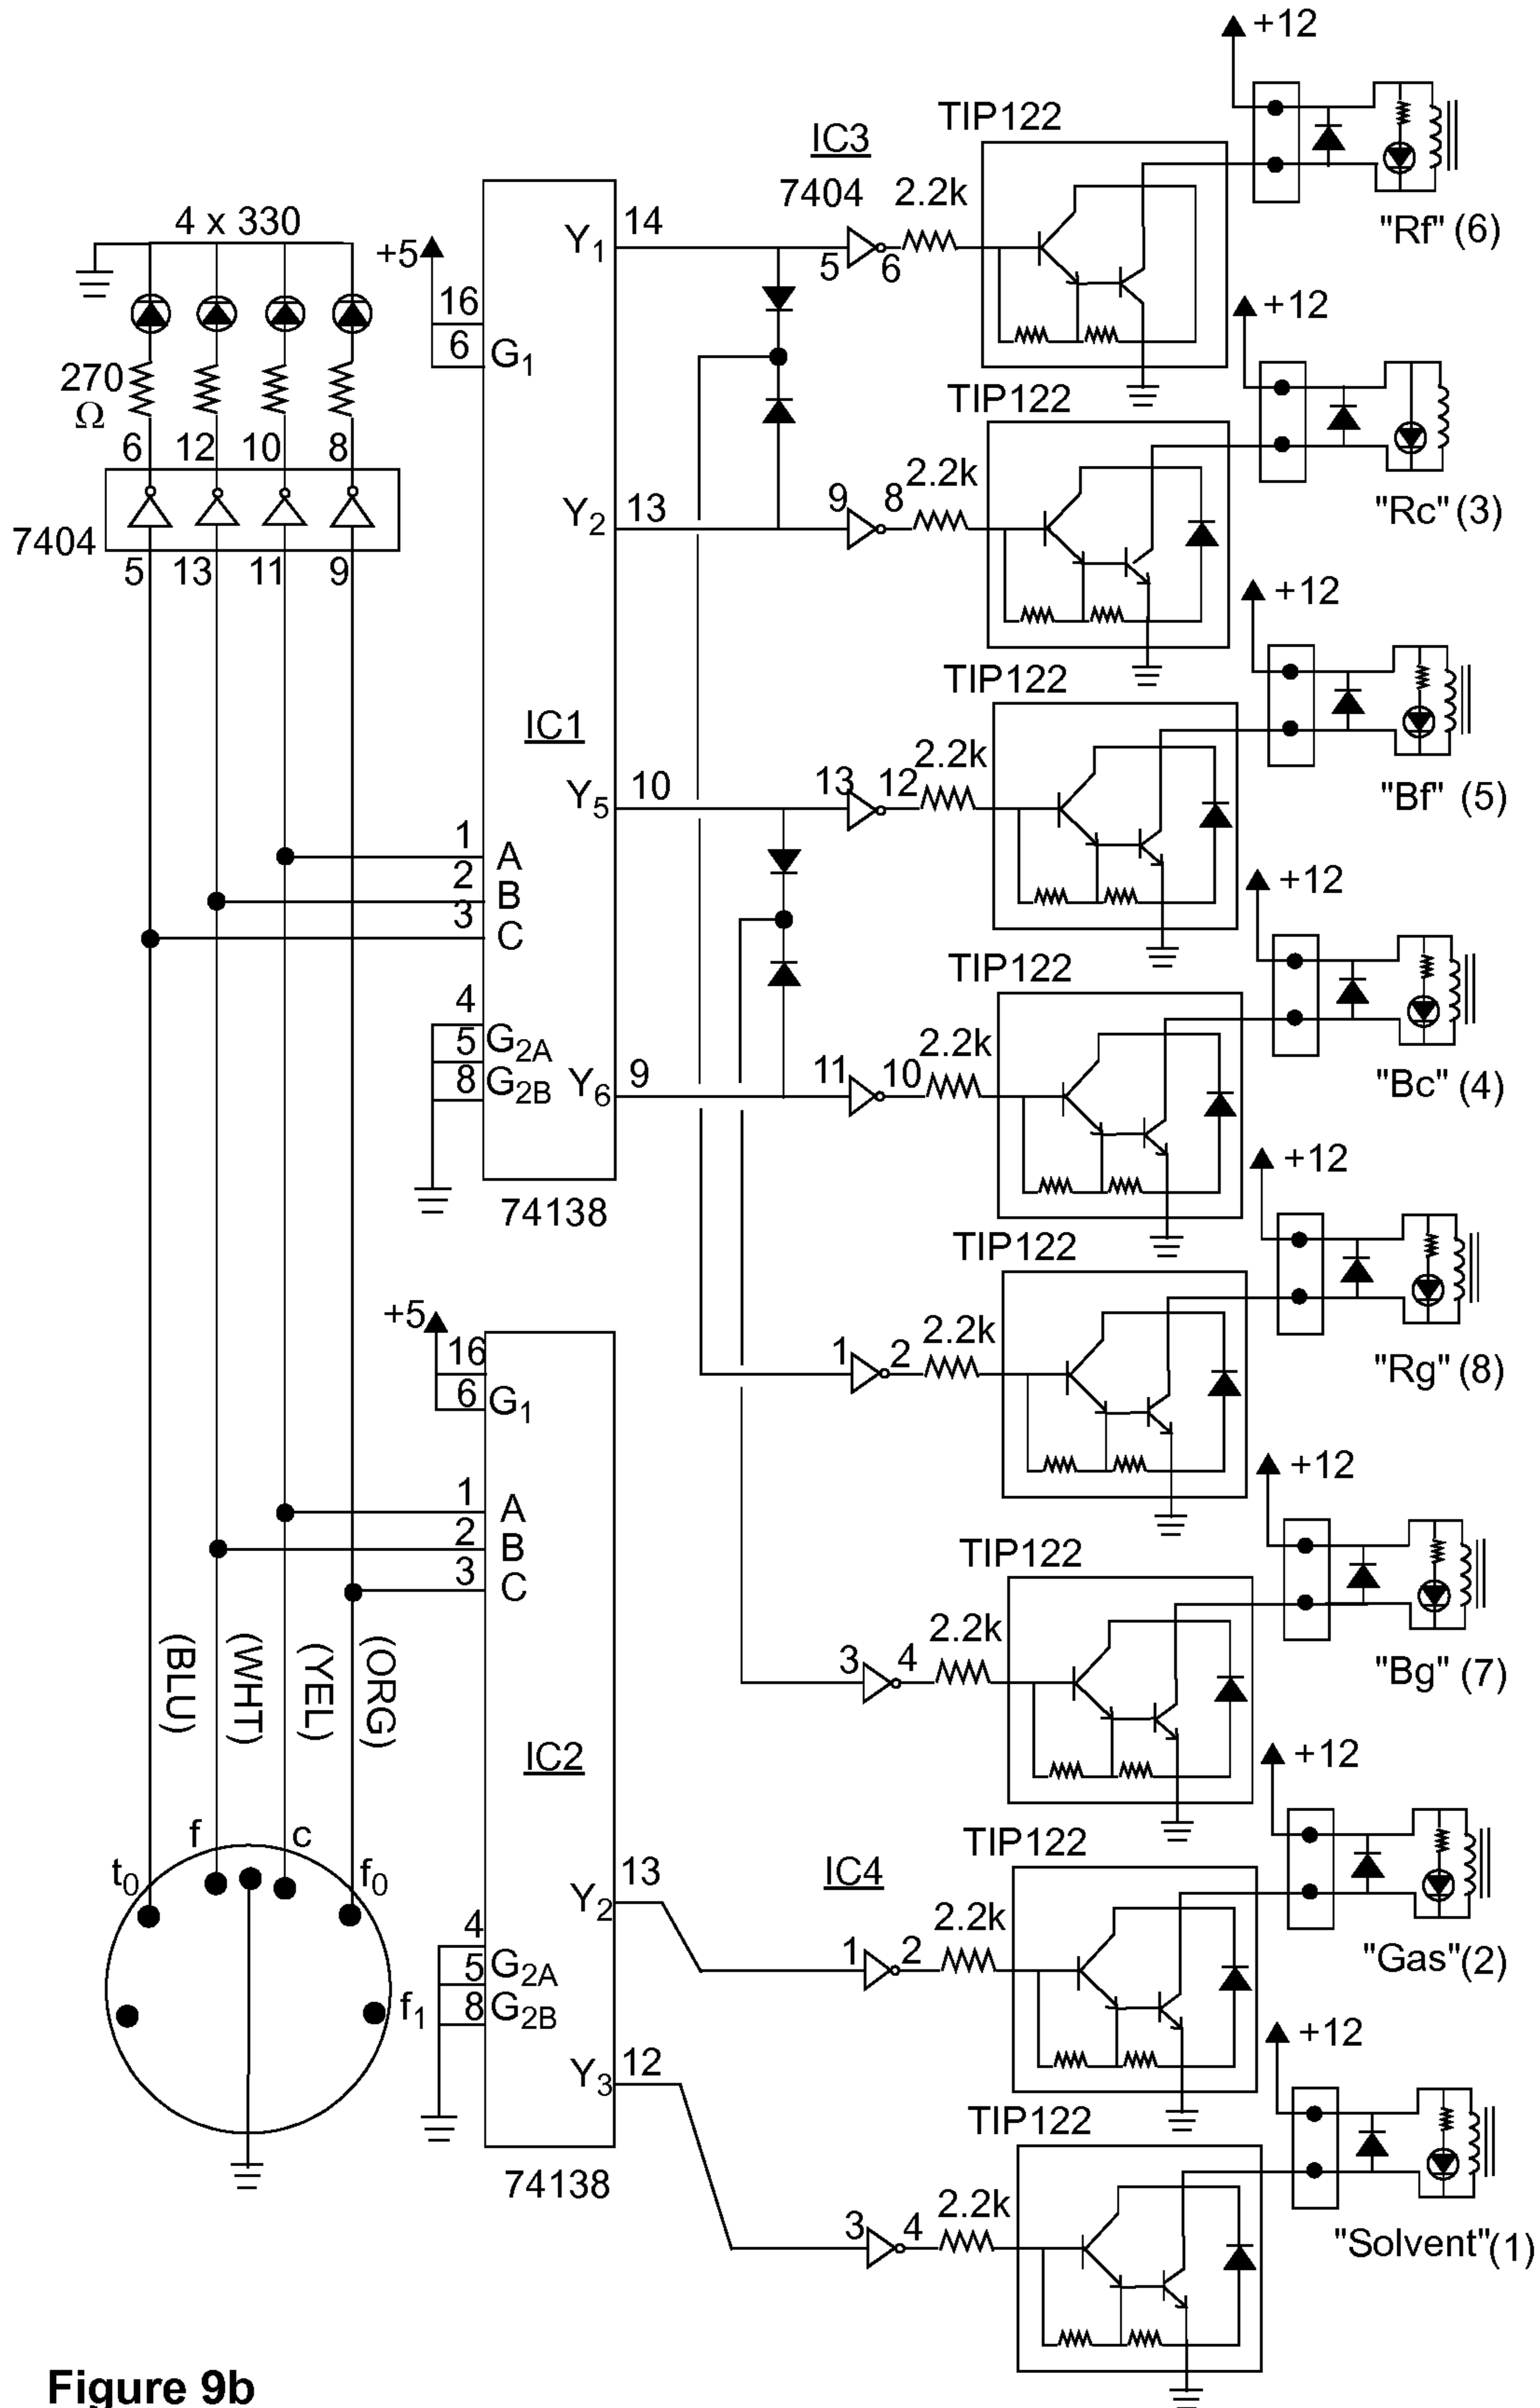 +12
TIP122
IC3
7404
2.2k
"Rf" (6)
4 x 330
+5
Y1
14
5
6
16
6
G1
+12
270
Ω
TIP122
6
12
10
8
7404
5
13
11
9
Y2
13
9
8
2.2k
"Rc" (3)
+12
TIP122
IC1
2.2k
Y5
10
13
12
"Bf" (5)
1
A
2
B
3
C
+12
TIP122
4
5
G2A
8
G2B
Y6
9
11
10
2.2k
"Bc" (4)
74138
+12
TIP122
+5
16
6
G1
1
2
2.2k
"Rg" (8)
1
A
2
B
3
C
+12
TIP122
(BLU)
(WHT)
(YEL)
(ORG)
3
4
2.2k
"Bg" (7)
IC2
+12
TIP122
t0
f
c
f0
f1
Y2
13
IC4
1
2
2.2k
"Gas"(2)
4
5
G2A
8
G2B
Y3
12
+12
TIP122
74138
3
4
2.2k
"Solvent"(1)
Figure 9b